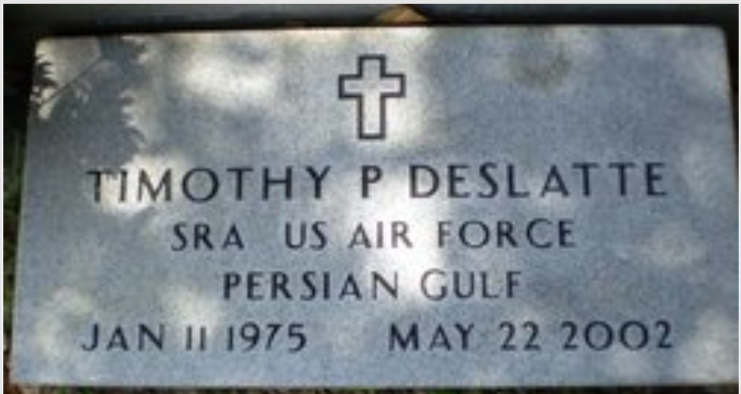 TIMOTHY P DESLATTE
SRA US AIR FORCE
PERSIAN GULF
JAN 11 1975 MAY 22 2002